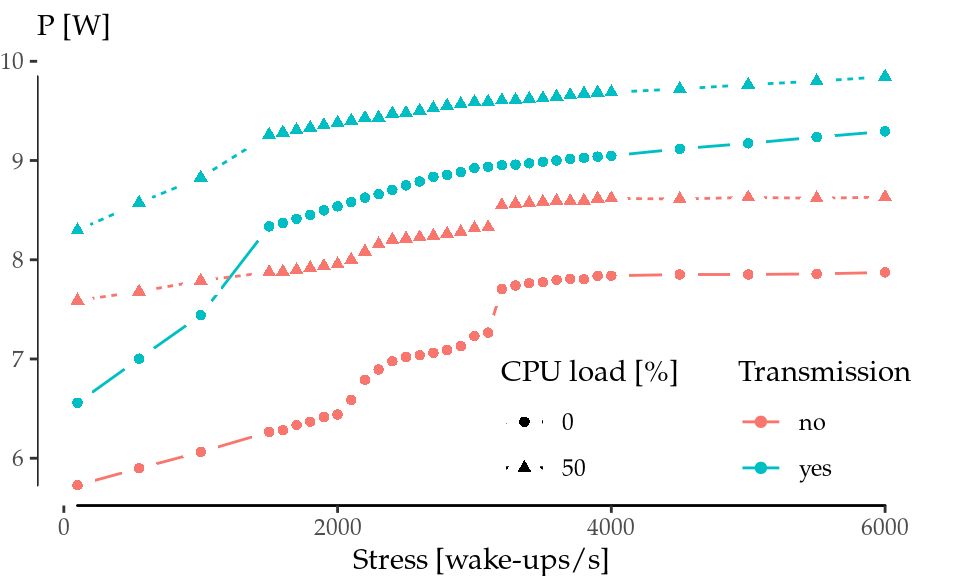 P [W]
10
9
8
7
6
CPU load [%]
0
50
Transmission
no
yes
0 2000 4000 6000
Stress [wake-ups/s]